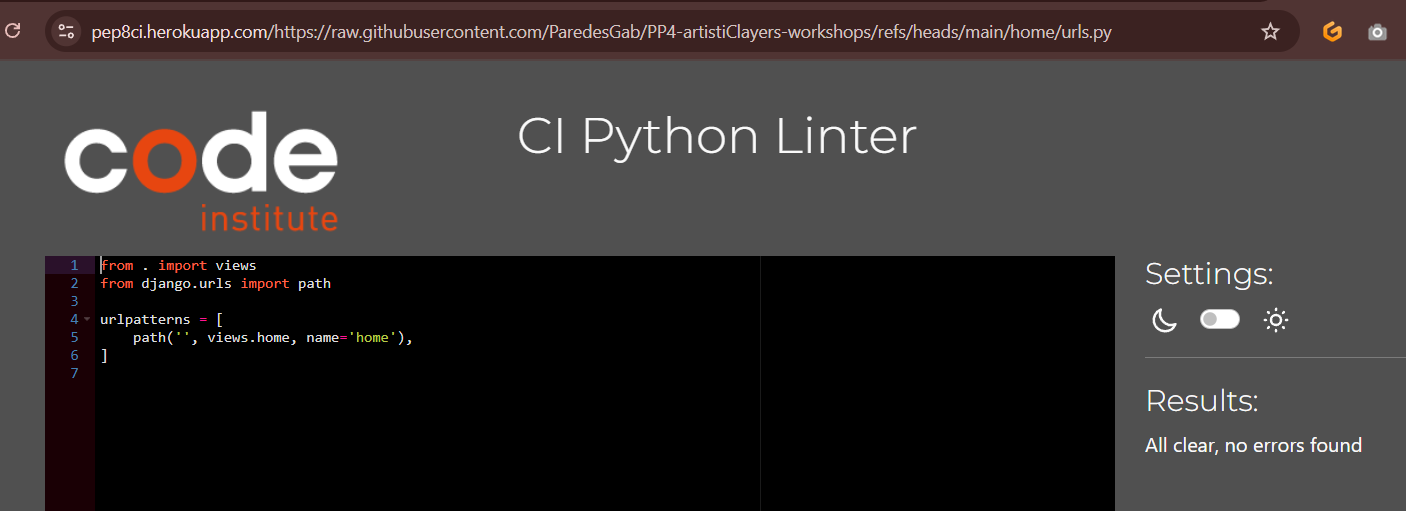 pep8ci.herokuapp.com/https://raw.githubusercontent.com/ParedesGab/PP4-artistiClayers-workshops/refs/heads/main/home/urls.py
code
institute
CI Python Linter
1 from . import views
2 from django.urls import path
3
4 urlpatterns = [
5     path('', views.home, name='home'),
6 ]
7
Settings:
Results:
All clear, no errors found